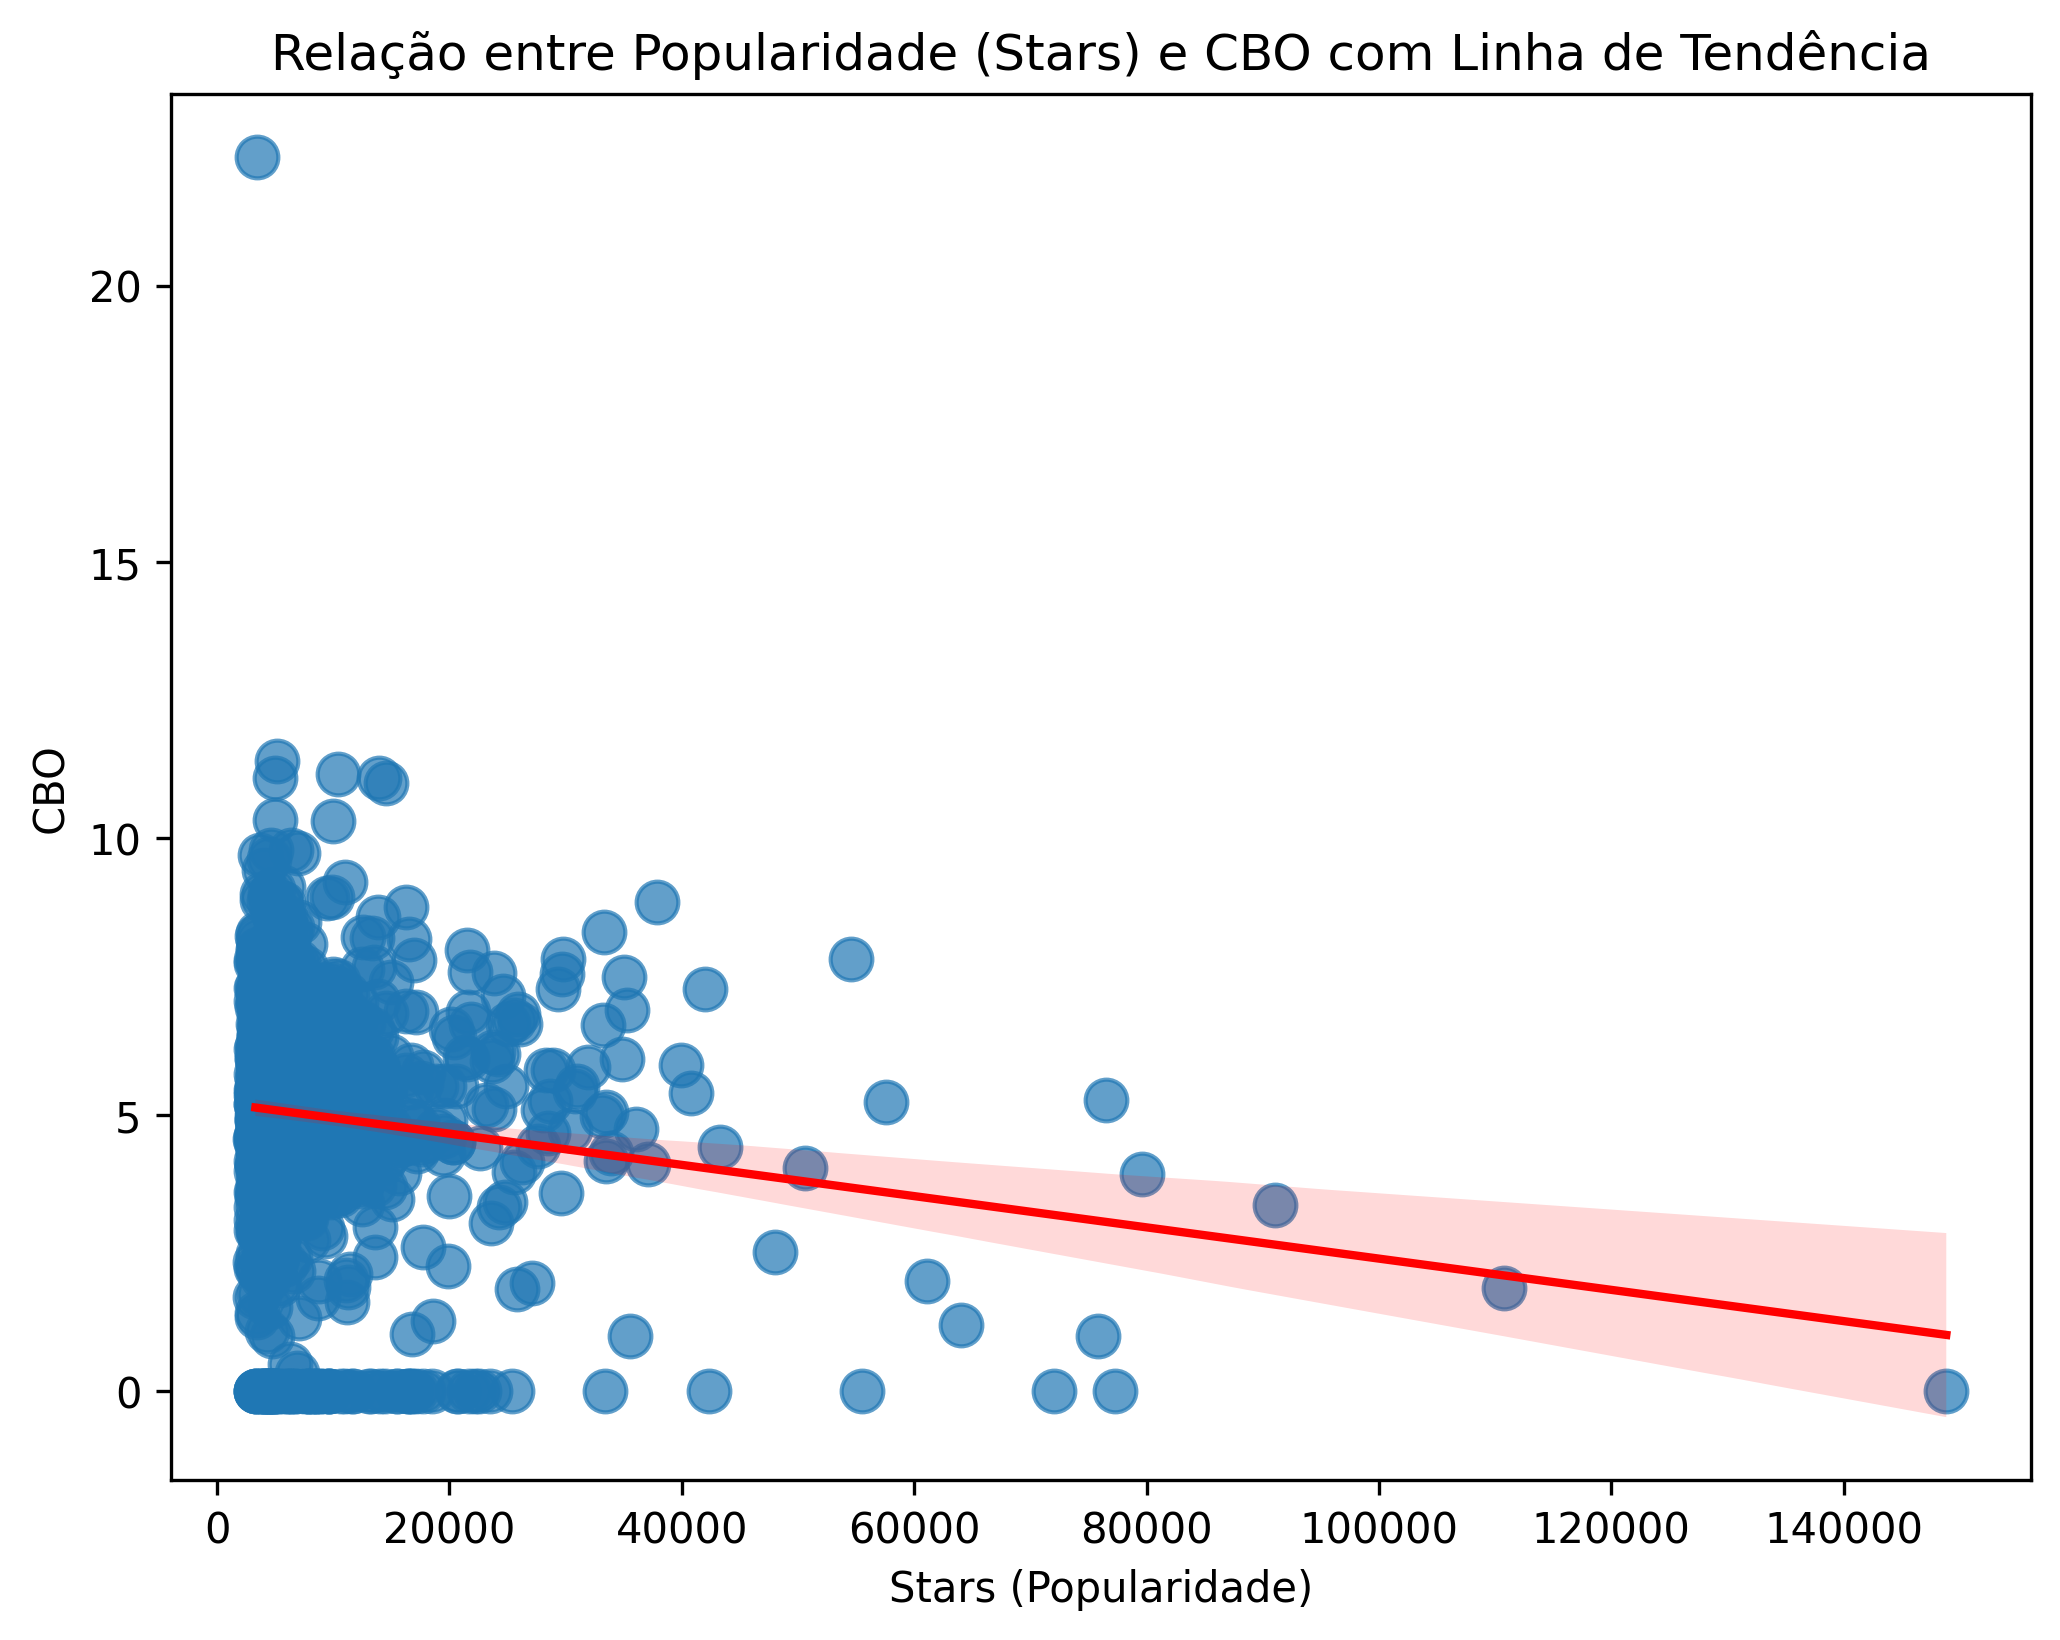 Relação entre Popularidade (Stars) e CBO com Linha de Tendência
20
15
10
5
0
CBO
0 20000 40000 60000 80000 100000 120000 140000
Stars (Popularidade)